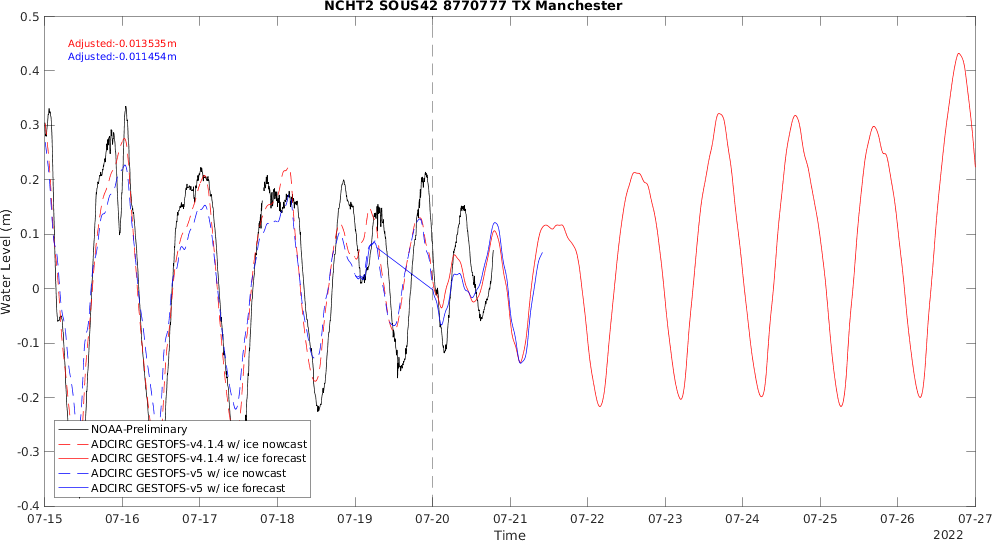 NCHT2 SOUS42 8770777 TX Manchester
Adjusted:-0.013535m
Adjusted:-0.011454m
0.5
0.4
0.3
0.2
0.1
0
-0.1
-0.2
-0.3
-0.4
Water Level (m)
NOAA-Preliminary
ADCIRC GESTOFS-v4.1.4 w/ ice nowcast
ADCIRC GESTOFS-v4.1.4 w/ ice forecast
ADCIRC GESTOFS-v5 w/ ice nowcast
ADCIRC GESTOFS-v5 w/ ice forecast
07-15 07-16 07-17 07-18 07-19 07-20 07-21 07-22 07-23 07-24 07-25 07-26 07-27
Time
2022